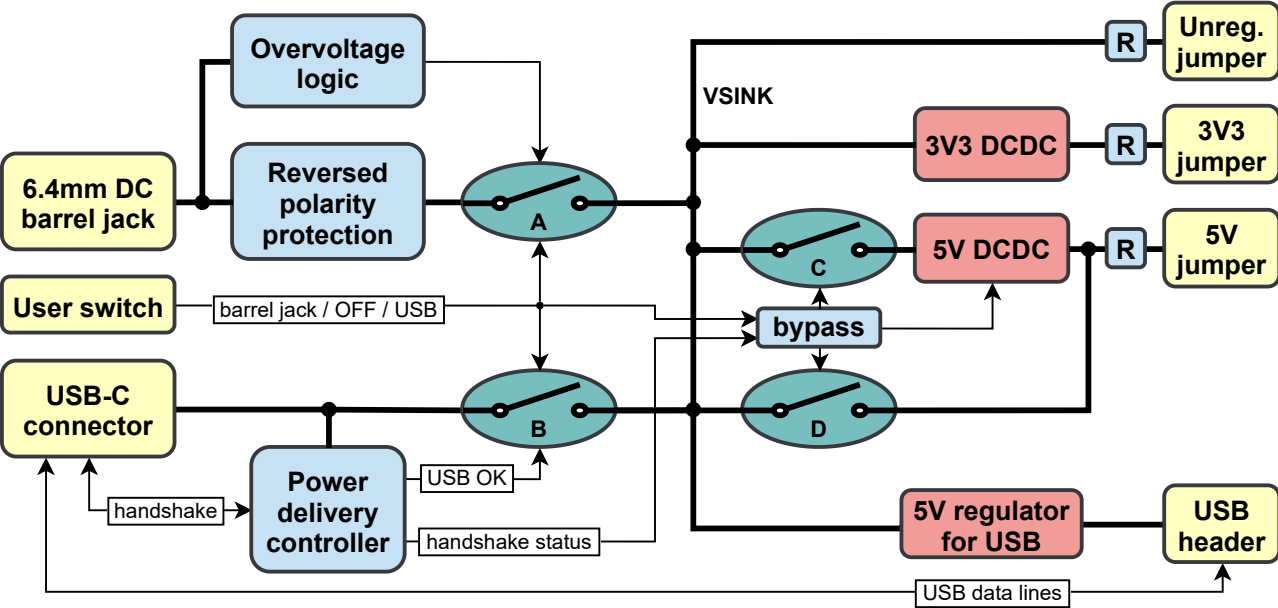 Overvoltage
logic
Unreg.
jumper
R
VSINK
3V3 DCDC
R
3V3
jumper
6.4mm DC
barrel jack
Reversed
polarity
protection
A
C
5V DCDC
R
5V
jumper
User switch
barrel jack / OFF / USB
bypass
USB-C
connector
B
D
Power
delivery
controller
USB OK
handshake
handshake status
5V regulator
for USB
USB
header
USB data lines